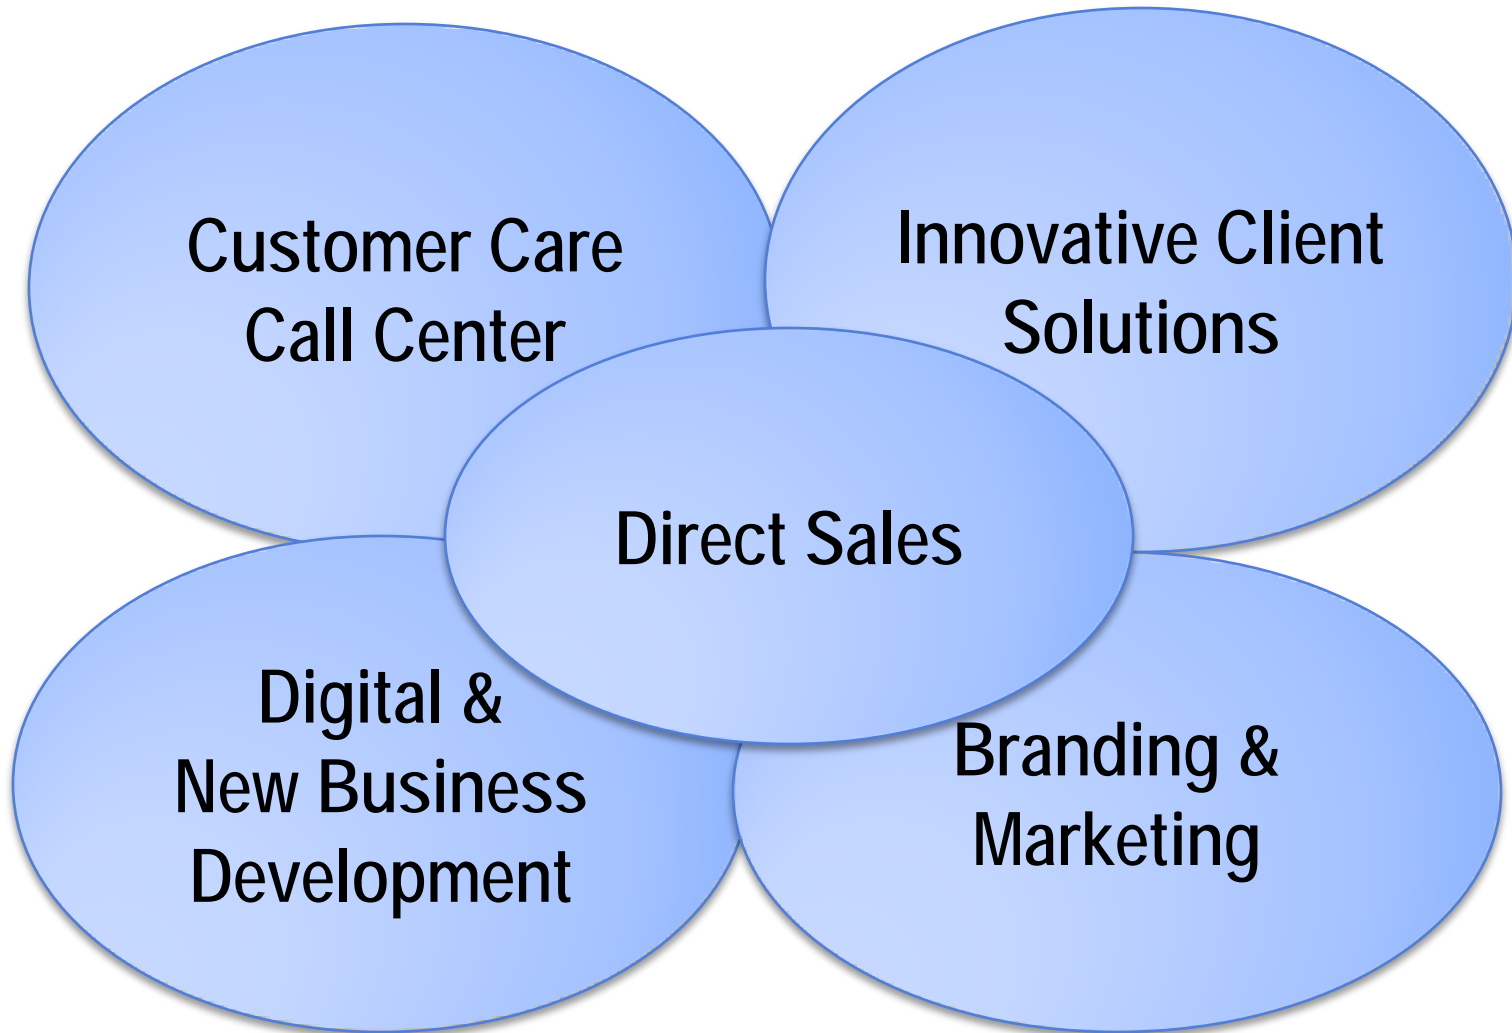 Customer Care
Call Center
Innovative Client
Solutions
Direct Sales
Digital &
New Business
Development
Branding &
Marketing